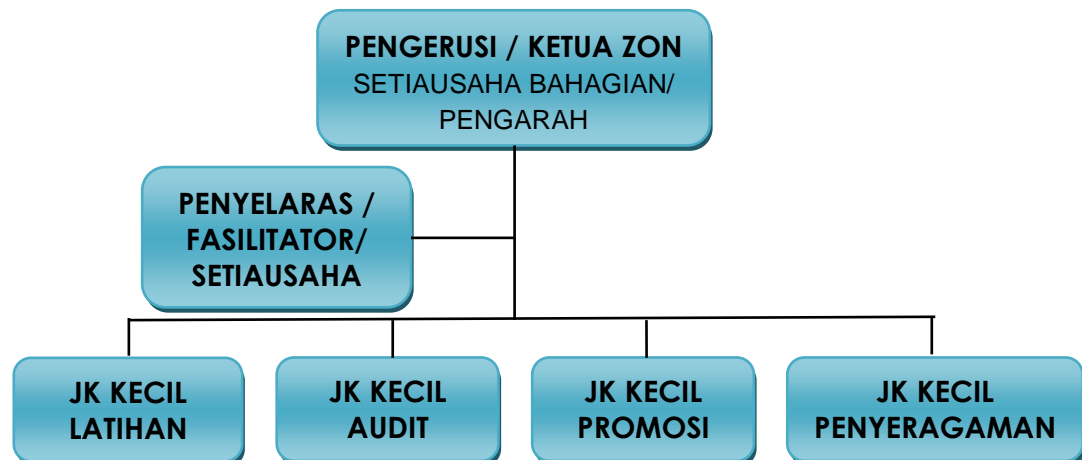 PENGERUSI / KETUA ZON
SETIAUSAHA BAHAGIAN/
PENGARAH
PENYELARAS /
FASILITATOR/
SETIAUSAHA
JK KECIL
LATIHAN
JK KECIL
AUDIT
JK KECIL
PROMOSI
JK KECIL
PENYERAGAMAN